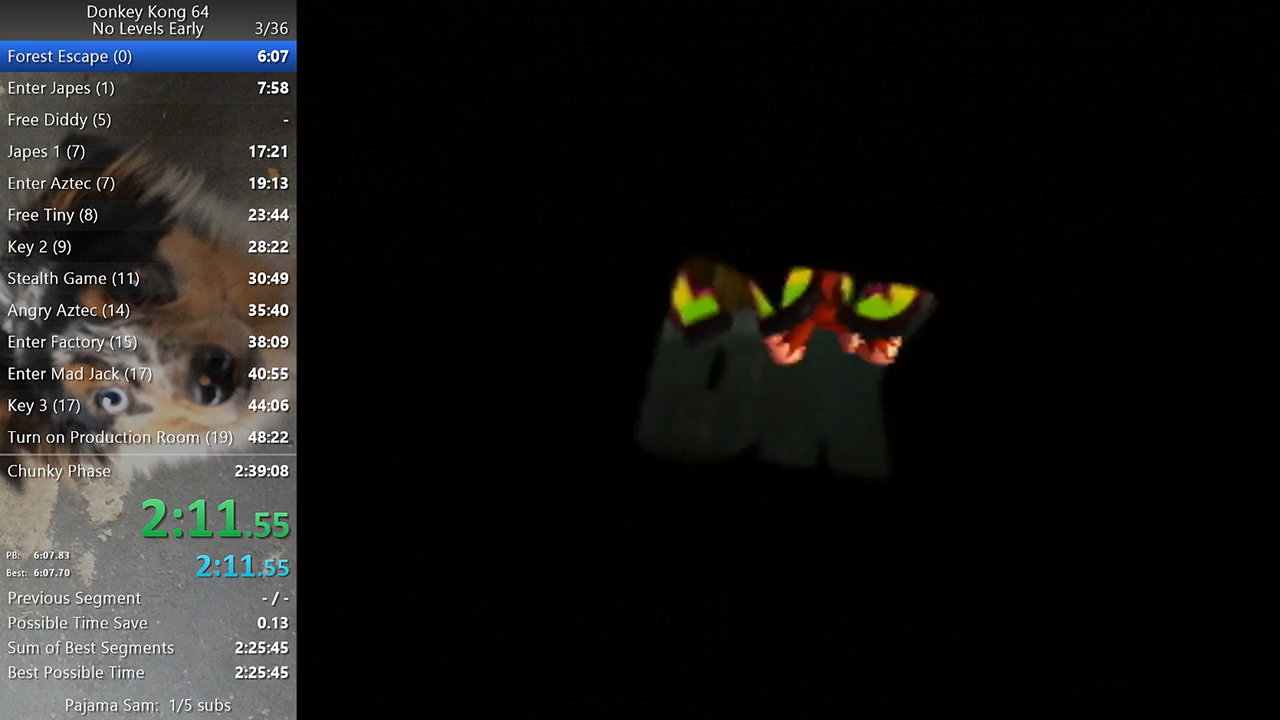 Donkey Kong 64
No Levels Early 3/36
Forest Escape (0) 6:07
Enter Japes (1) 7:58
Free Diddy (5) -
Japes 1 (7) 17:21
Enter Aztec (7) 19:13
Free Tiny (8) 23:44
Key 2 (9) 28:22
Stealth Game (11) 30:49
Angry Aztec (14) 35:40
Enter Factory (15) 38:09
Enter Mad Jack (17) 40:55
Key 3 (17) 44:06
Turn on Production Room (19) 48:22
Chunky Phase 2:39:08
2:11.55
PB: 6:07.83
Best: 6:07.70 2:11.55
Previous Segment - / -
Possible Time Save 0.13
Sum of Best Segments 2:25:45
Best Possible Time 2:25:45
Pajama Sam: 1/5 subs